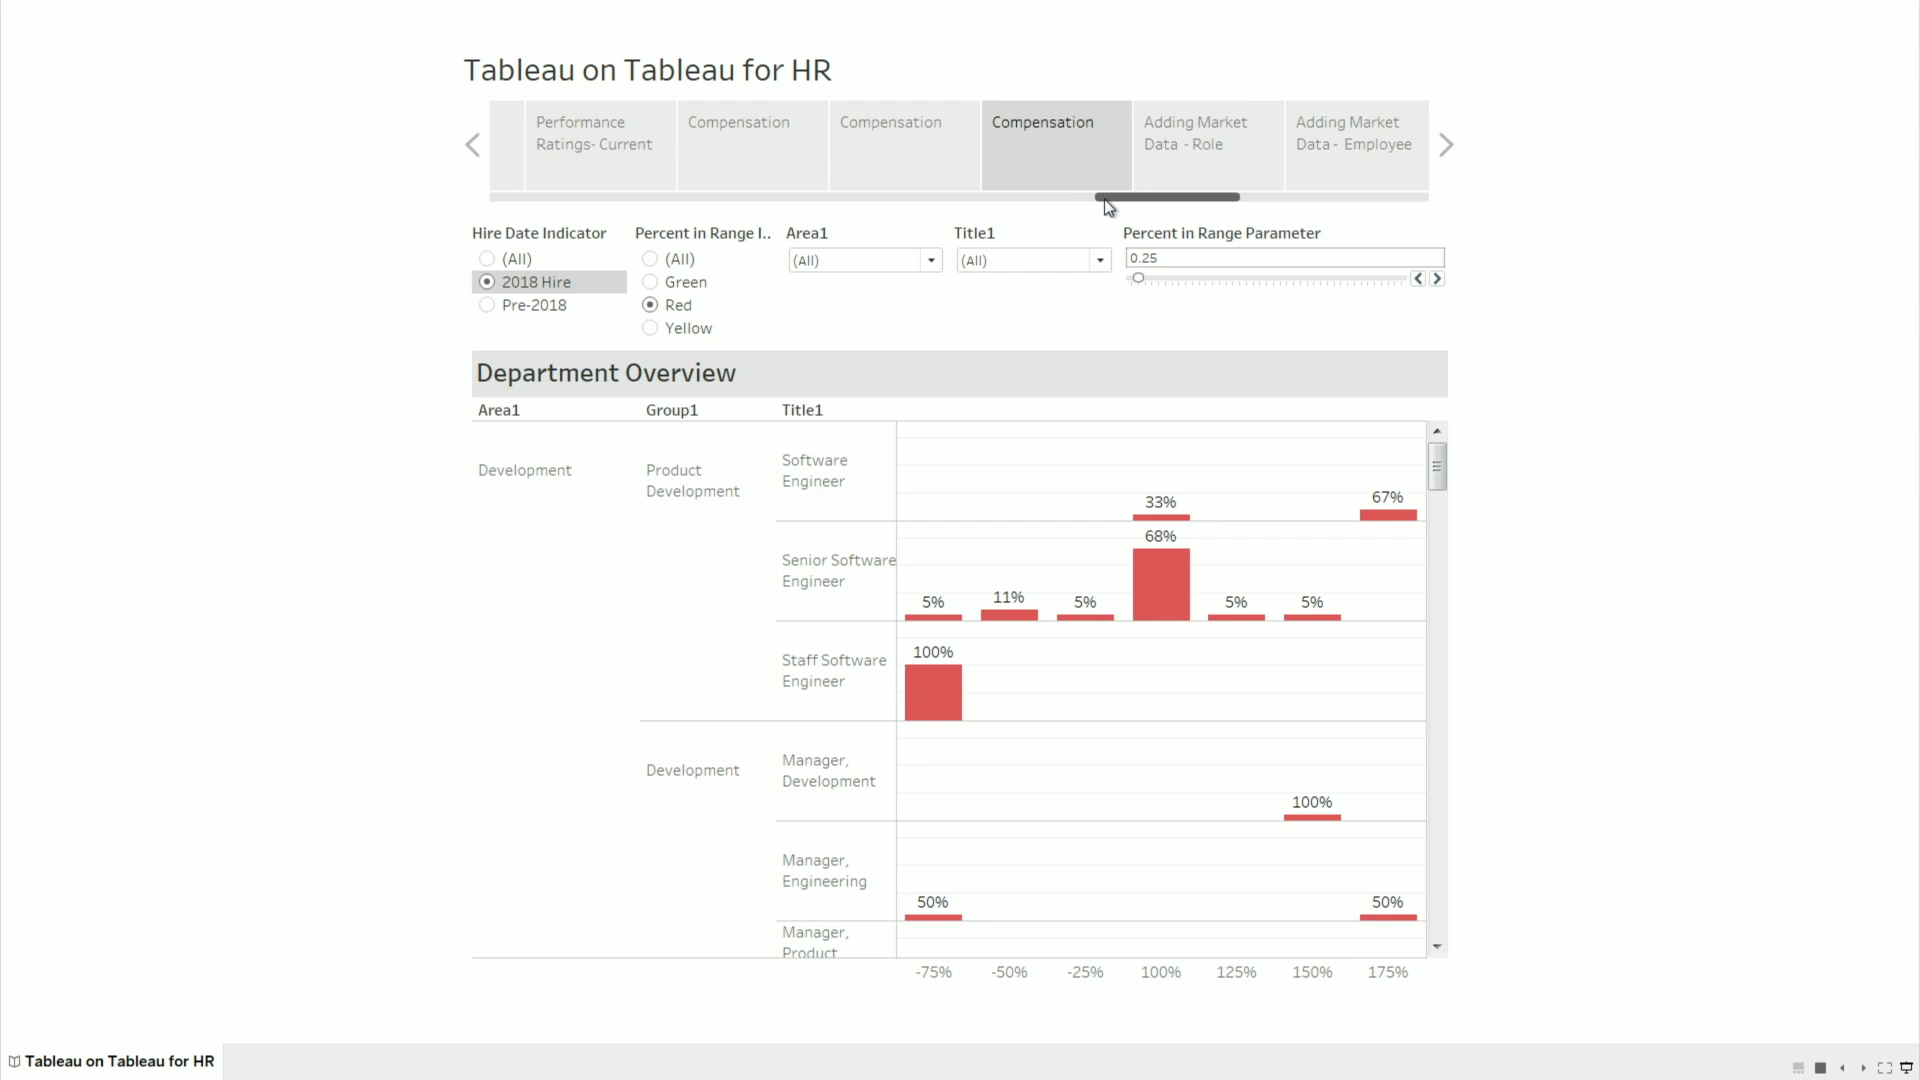 Tableau on Tableau for HR
Performance
Ratings- Current
Compensation
Compensation
Compensation
Adding Market
Data - Role
Adding Market
Data - Employee
Hire Date Indicator
(All)
2018 Hire
Pre-2018
Percent in Range I..
(All)
Green
Red
Yellow
Area1
(All)
Title1
(All)
Percent in Range Parameter
0.25
Department Overview
Area1 Group1 Title1
Development
Product
Development
Software
Engineer
33%
67%
Senior Software
Engineer
5% 11% 5% 68% 5% 5%
Staff Software
Engineer
100%
Development
Manager,
Development
100%
Manager,
Engineering
50% 50%
Manager,
Product
-75% -50% -25% 100% 125% 150% 175%
Tableau on Tableau for HR